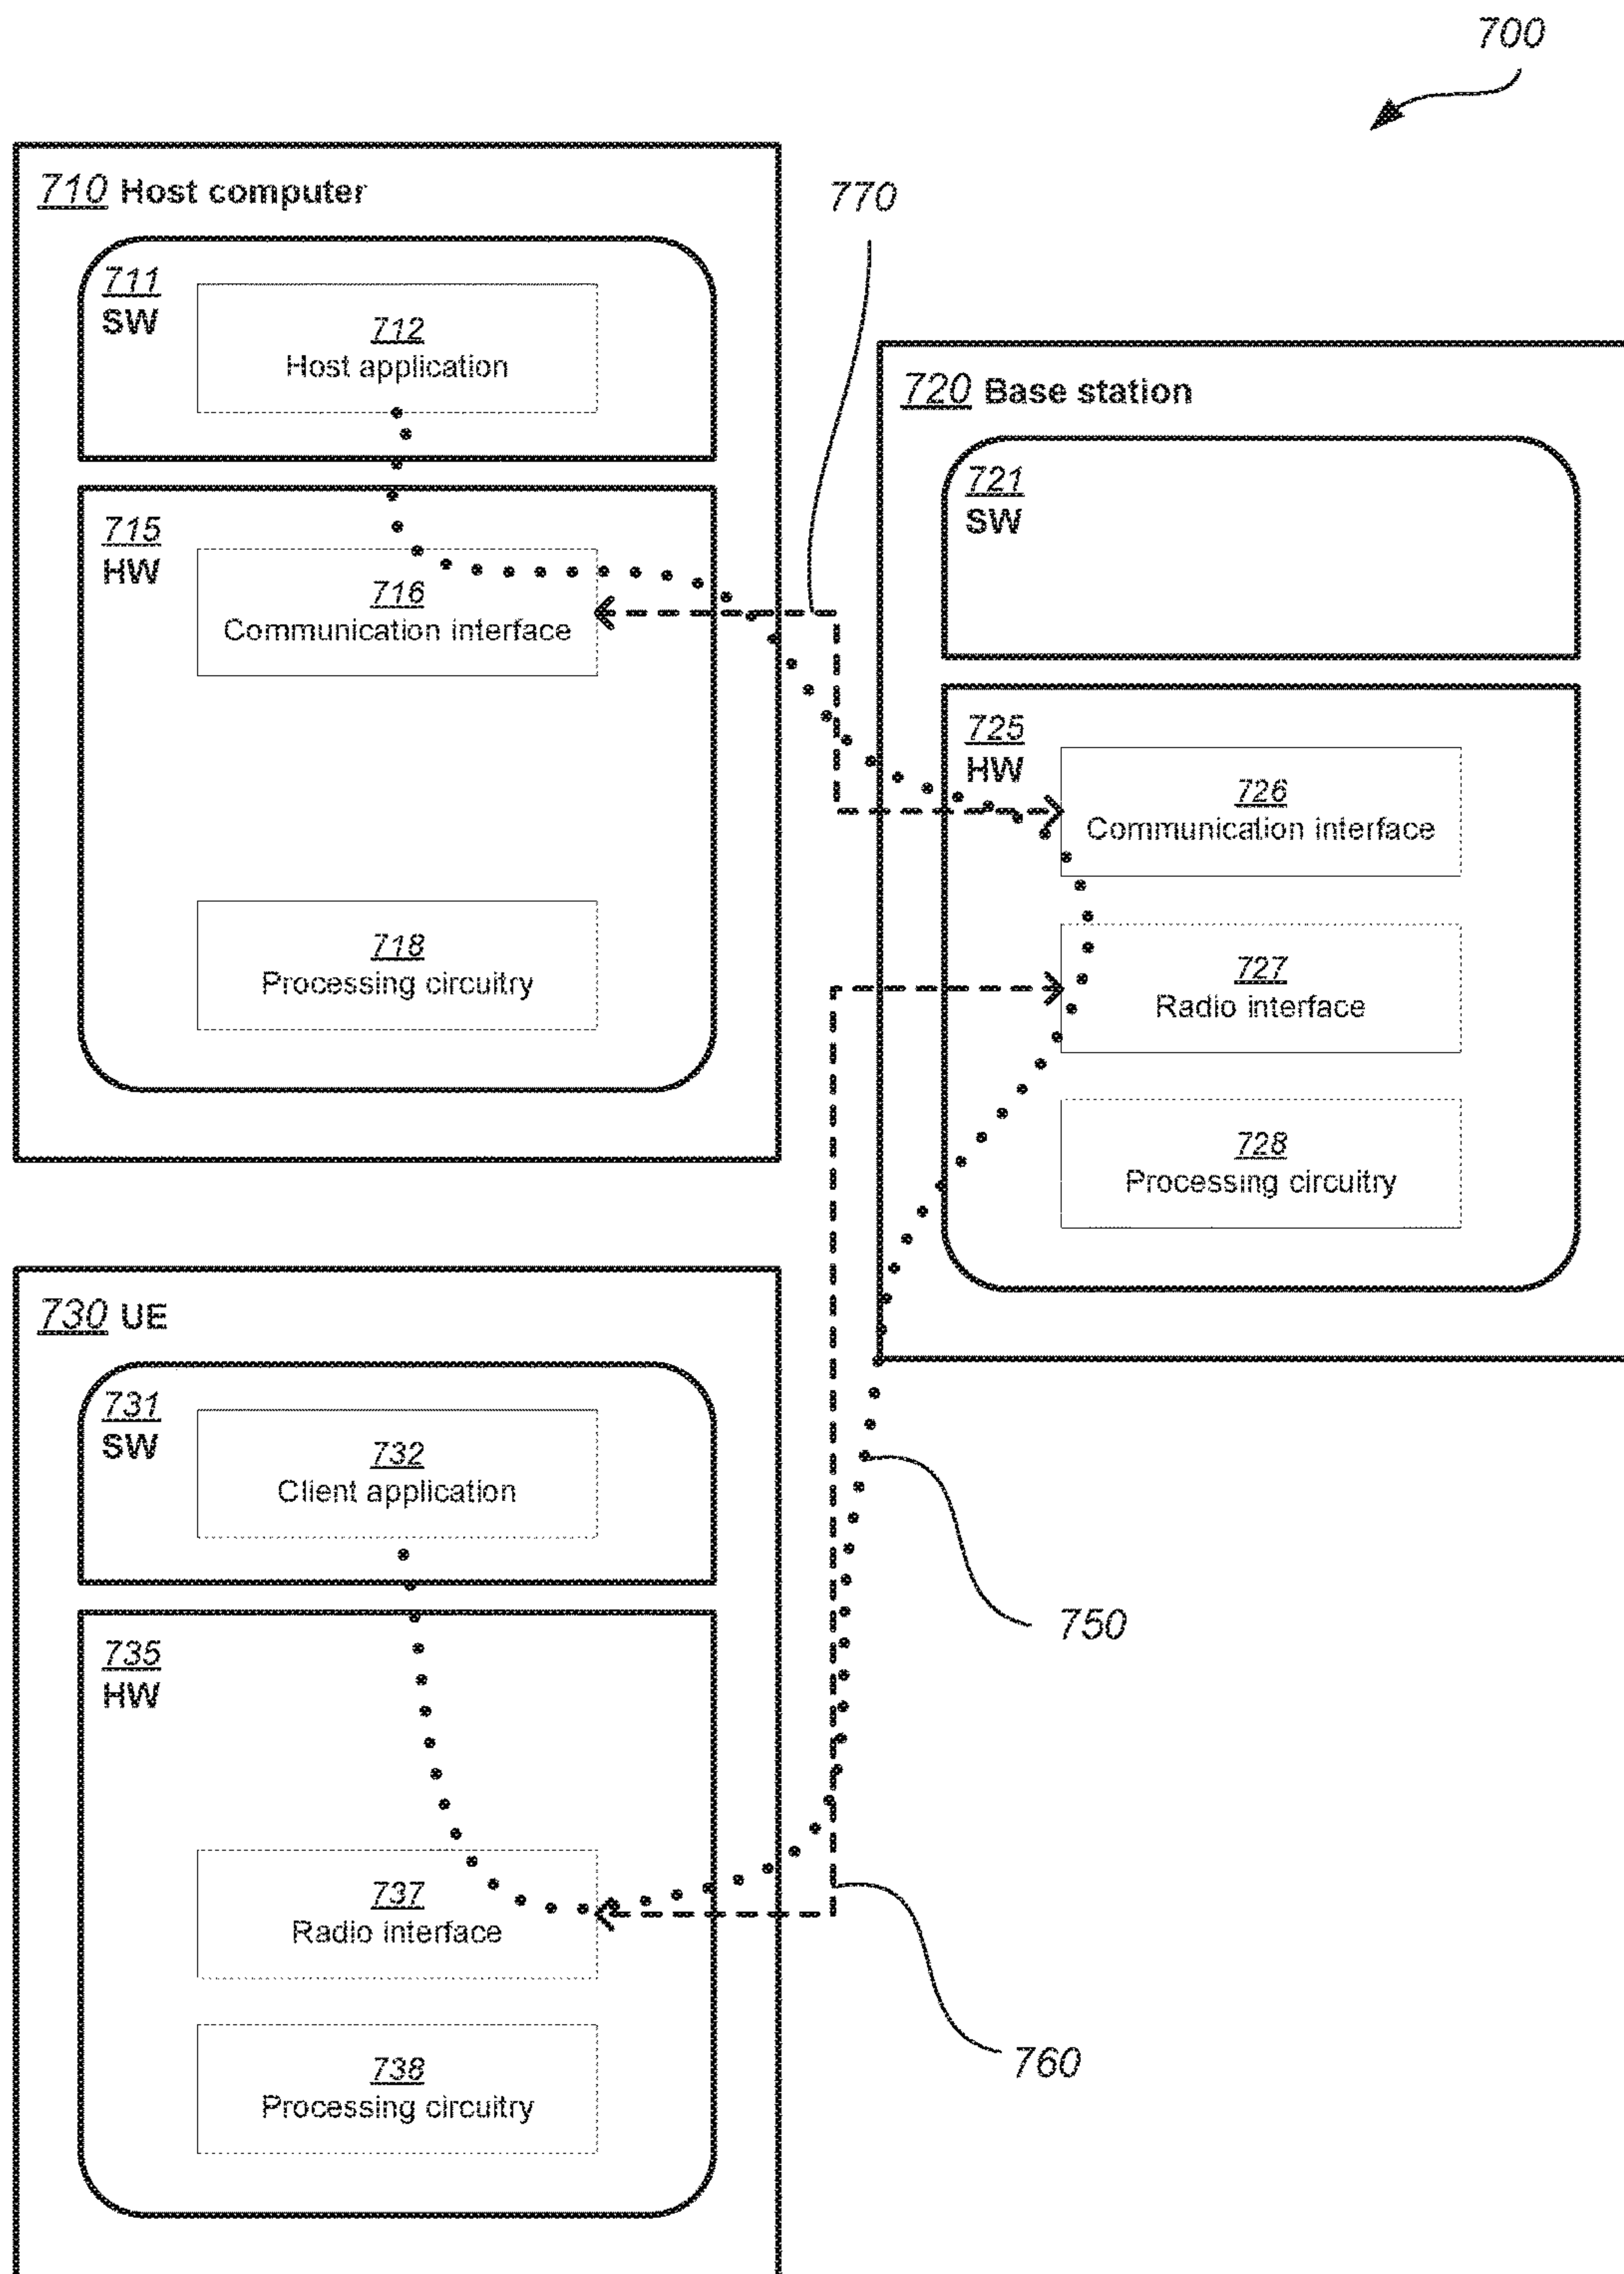 700
710 Host computer
770
711
SW
712
Host application
715
HW
716
Communication interface
718
Processing circuitry
720 Base station
721
SW
725
HW
726
Communication interface
727
Radio interface
728
Processing circuitry
730 UE
731
SW
732
Client application
735
HW
737
Radio interface
738
Processing circuitry
750
760